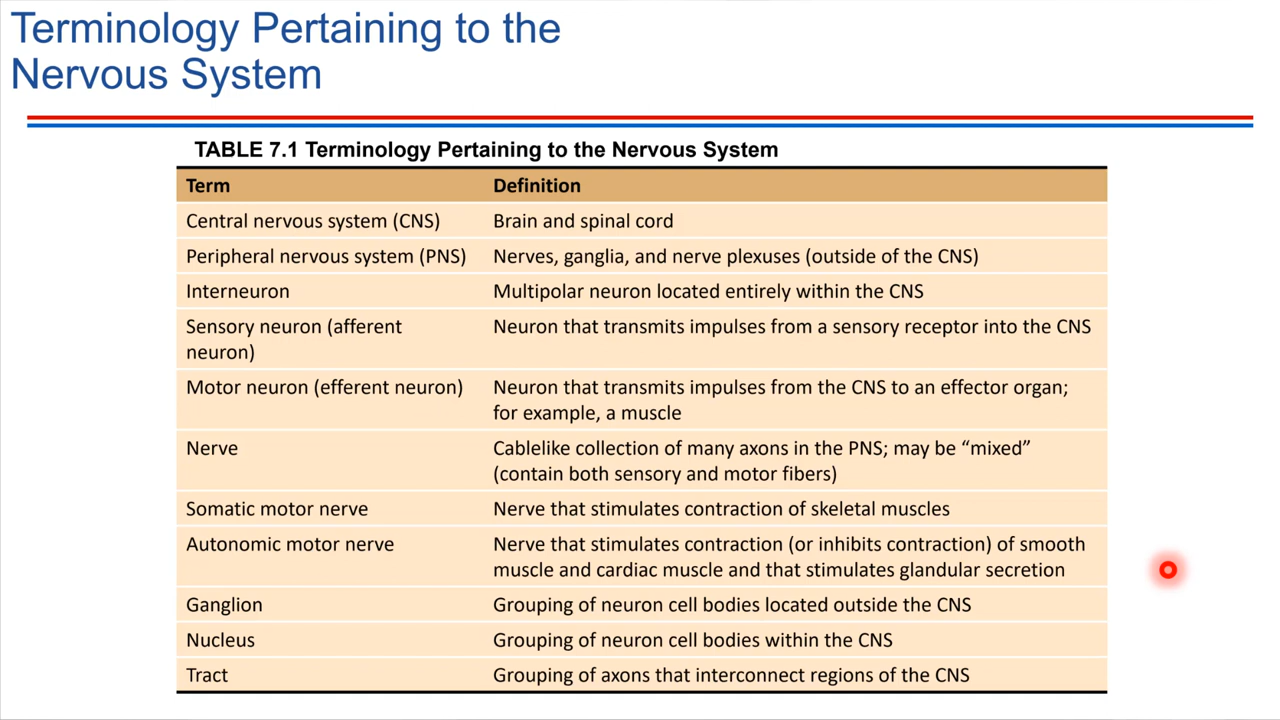 Terminology Pertaining to the
Nervous System
TABLE 7.1 Terminology Pertaining to the Nervous System
Term Definition
Central nervous system (CNS) Brain and spinal cord
Peripheral nervous system (PNS) Nerves, ganglia, and nerve plexuses (outside of the CNS)
Interneuron Multipolar neuron located entirely within the CNS
Sensory neuron (afferent Neuron that transmits impulses from a sensory receptor into the CNS
neuron)
Motor neuron (efferent neuron) Neuron that transmits impulses from the CNS to an effector organ;
for example, a muscle
Nerve Cablelike collection of many axons in the PNS; may be “mixed”
(contain both sensory and motor fibers)
Somatic motor nerve Nerve that stimulates contraction of skeletal muscles
Autonomic motor nerve Nerve that stimulates contraction (or inhibits contraction) of smooth
muscle and cardiac muscle and that stimulates glandular secretion
Ganglion Grouping of neuron cell bodies located outside the CNS
Nucleus Grouping of neuron cell bodies within the CNS
Tract Grouping of axons that interconnect regions of the CNS